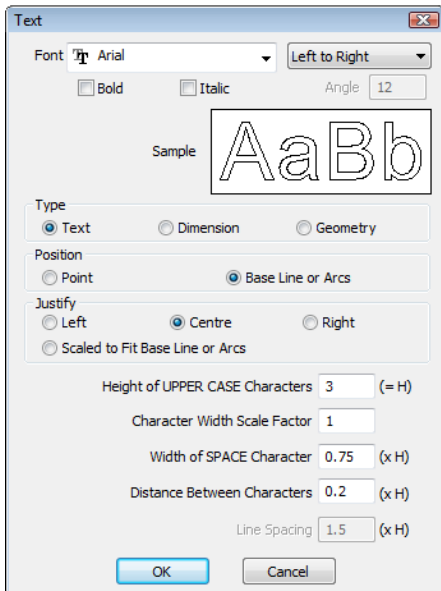 Text
Font Arial Left to Right
Bold Italic Angle 12
Sample AaBb
Type
Text Dimension Geometry
Position
Point Base Line or Arcs
Justify
Left Centre Right
Scaled to Fit Base Line or Arcs
Height of UPPER CASE Characters 3 (= H)
Character Width Scale Factor 1
Width of SPACE Character 0.75 (x H)
Distance Between Characters 0.2 (x H)
Line Spacing 1.5 (x H)
OK Cancel